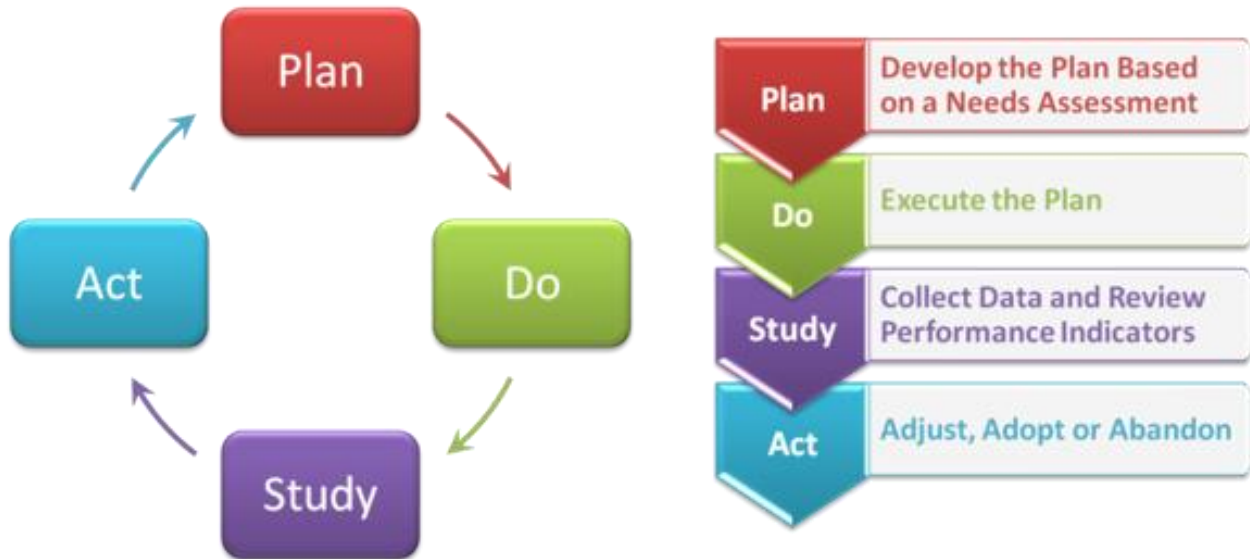 Plan
Do
Study
Act
Plan
Develop the Plan Based
on a Needs Assessment
Do
Execute the Plan
Study
Collect Data and Review
Performance Indicators
Act
Adjust, Adopt or Abandon